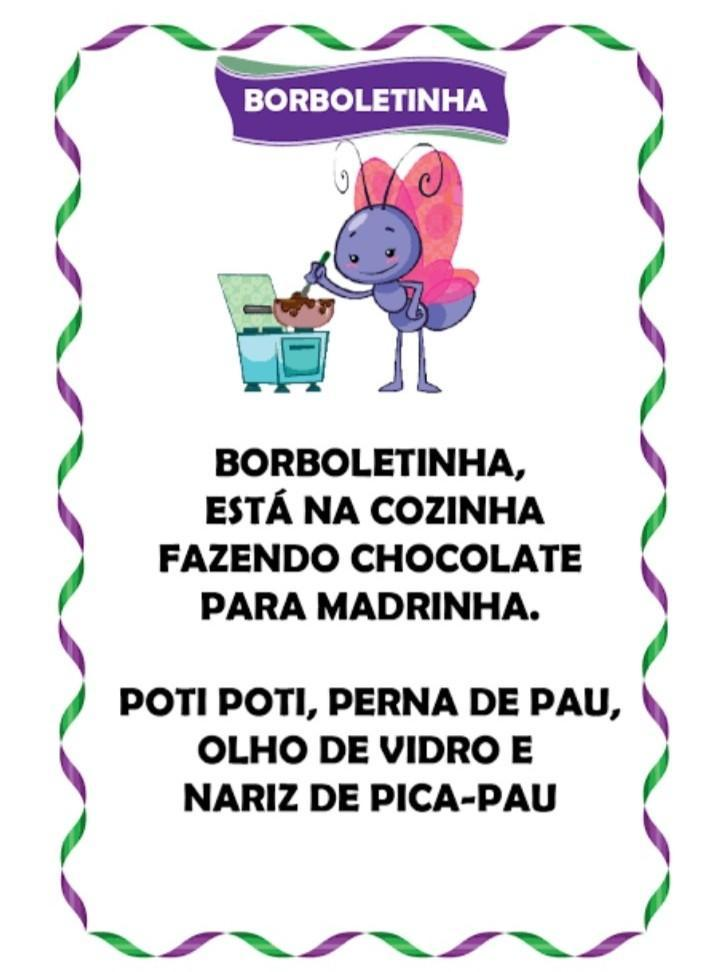 BORBOLETINHA
BORBOLETINHA,
ESTÁ NA COZINHA
FAZENDO CHOCOLATE
PARA MADRINHA.
POTI POTI, PERNA DE PAU,
OLHO DE VIDRO E
NARIZ DE PICA-PAU